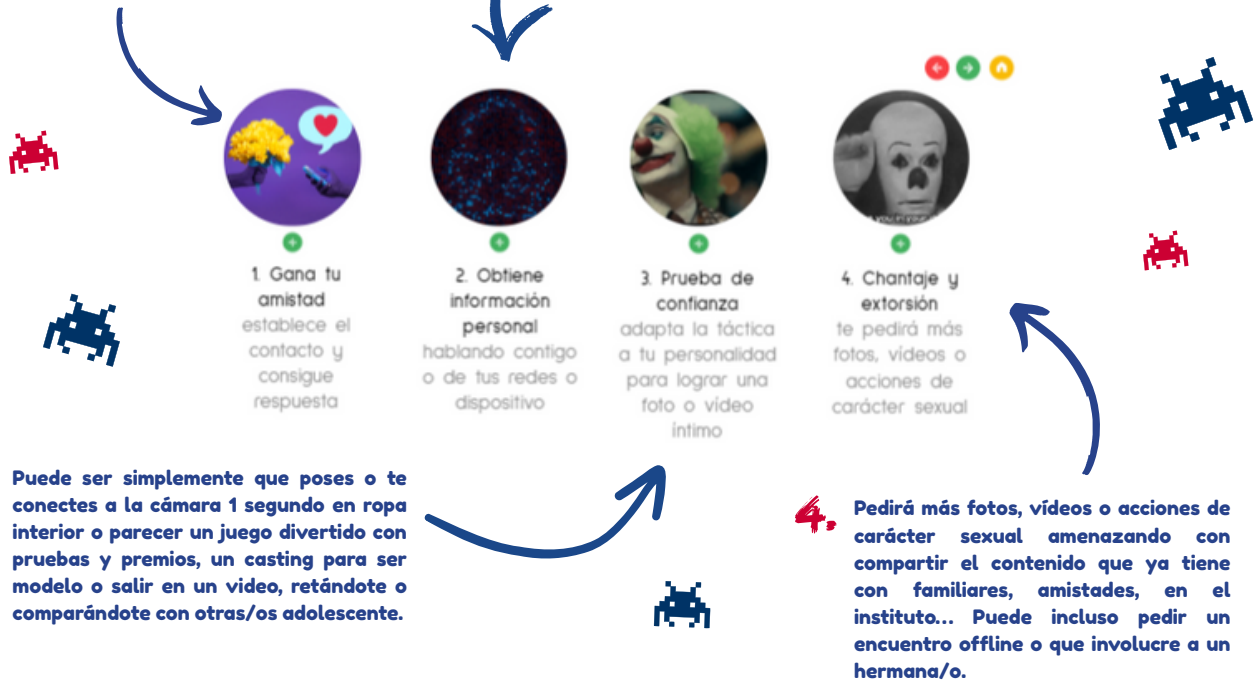 1. Gana tu
amistad
establece el
contacto y
consigue
respuesta
2. Obtiene
información
personal
hablando contigo
o de tus redes o
dispositivo
3. Prueba de
confianza
adapta la táctica
a tu personalidad
para lograr una
foto o vídeo
íntimo
4. Chantaje y
extorsión
te pedirá más
fotos, vídeos o
acciones de
carácter sexual
Puede ser simplemente que poses o te
conectes a la cámara 1 segundo en ropa
interior o parecer un juego divertido con
pruebas y premios, un casting para ser
modelo o salir en un video, retándote o
comparándote con otras/os adolescente.
4.
Pedirá más fotos, vídeos o acciones de
carácter sexual amenazando con
compartir el contenido que ya tiene
con familiares, amistades, en el
instituto... Puede incluso pedir un
encuentro offline o que involucre a un
hermana/o.